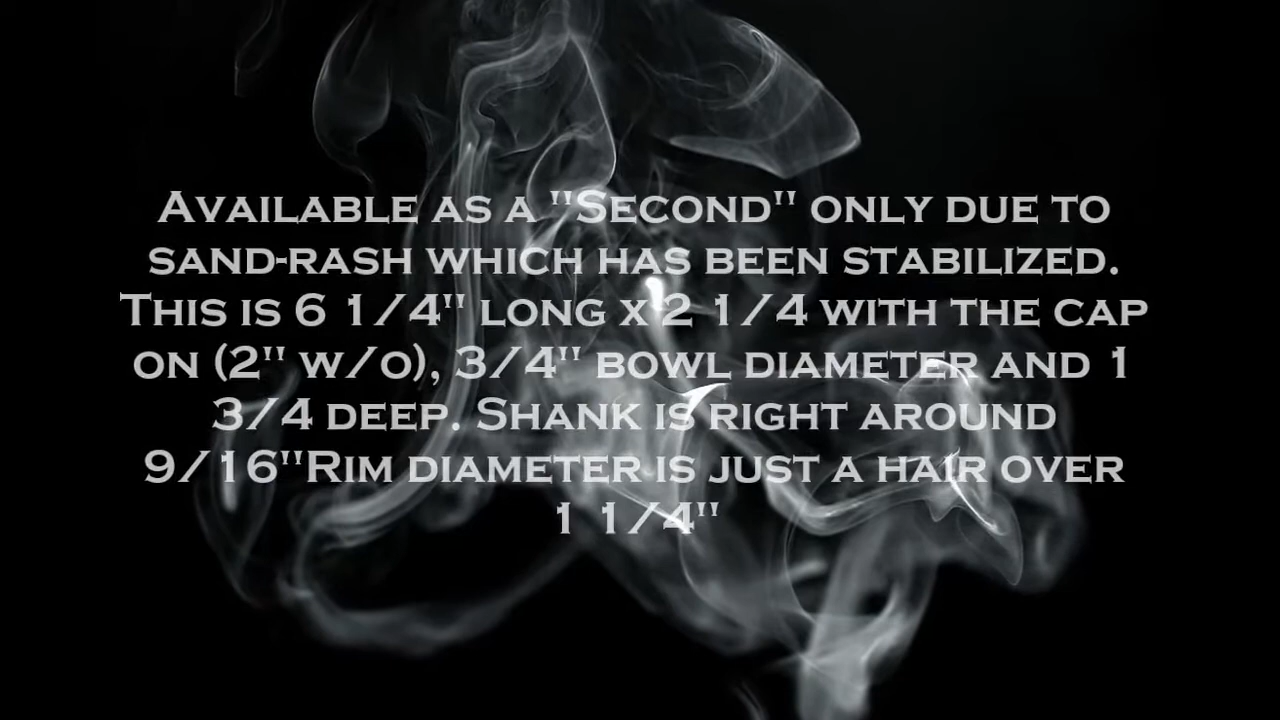 Available as a "Second" only due to
sand-rash which has been stabilized.
This is 6 1/4" long x 2 1/4 with the cap
on (2" w/o), 3/4" bowl diameter and 1
3/4 deep. Shank is right around
9/16"Rim diameter is just a hair over
1 1/4"